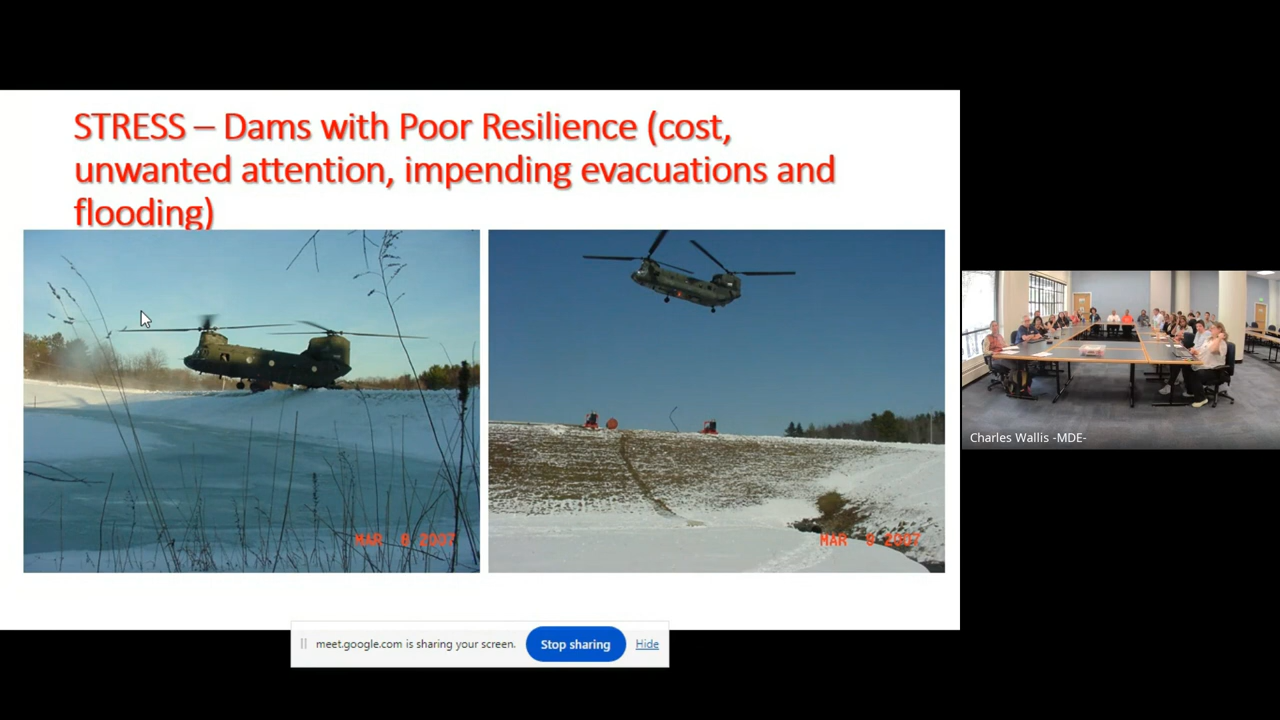 STRESS – Dams with Poor Resilience (cost,
unwanted attention, impending evacuations and
flooding)
MAR 8 2007
MAR 8 2007
Charles Wallis -MDE-
meet.google.com is sharing your screen.
Stop sharing
Hide